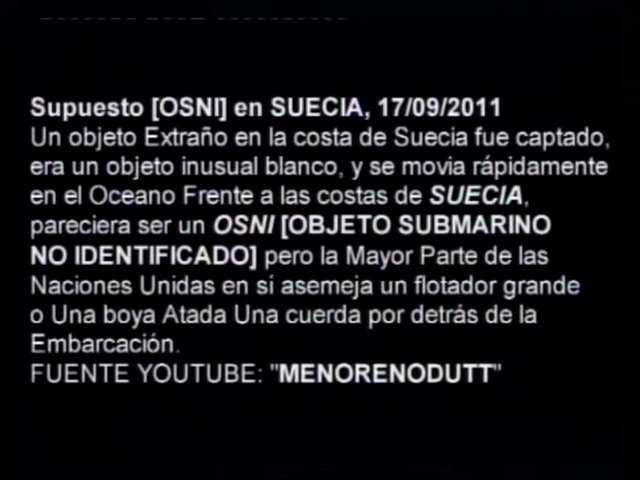 Supuesto [OSNI] en SUECIA, 17/09/2011
Un objeto Extraño en la costa de Suecia fue captado,
era un objeto inusual blanco, y se movia rápidamente
en el Oceano Frente a las costas de SUECIA,
pareciera ser un OSNI [OBJETO SUBMARINO
NO IDENTIFICADO] pero la Mayor Parte de las
Naciones Unidas en sí asemeja un flotador grande
o Una boya Atada Una cuerda por detrás de la
Embarcación.
FUENTE YOUTUBE: "MENORENODUTT"